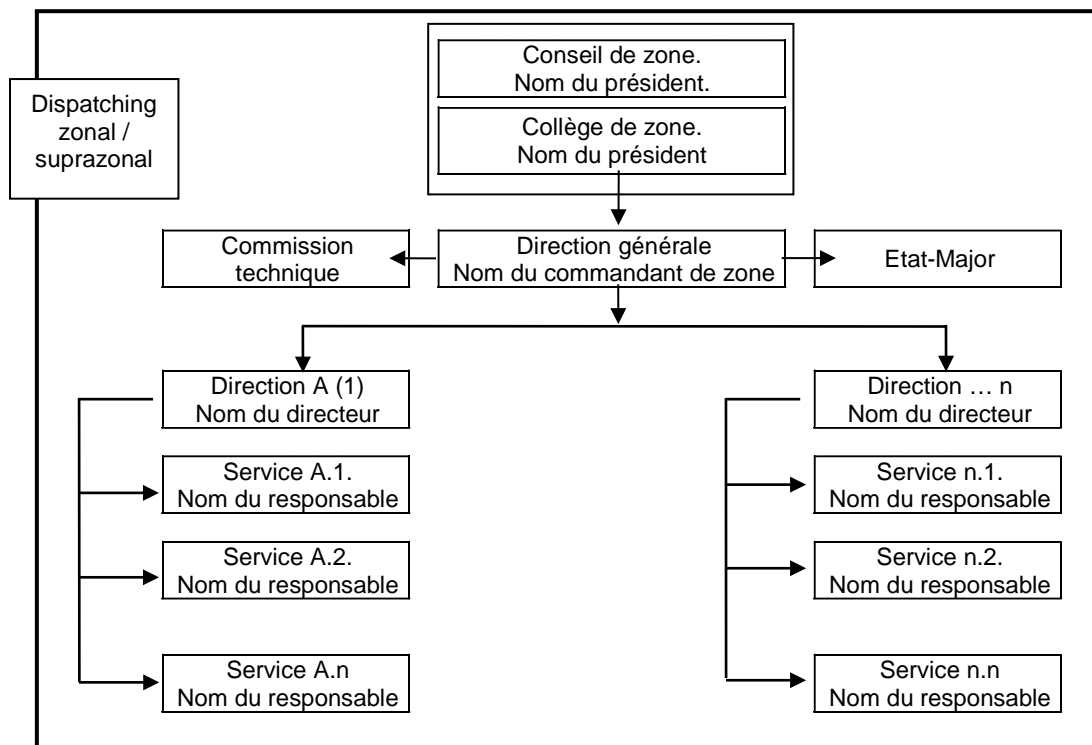 Conseil de zone.
Nom du président.
Dispatching
zonal /
suprazonal
Collège de zone.
Nom du président
Commission
technique
Direction générale
Nom du commandant de zone
Etat-Major
Direction A (1)
Nom du directeur
Direction … n
Nom du directeur
Service A.1.
Nom du responsable
Service n.1.
Nom du responsable
Service A.2.
Nom du responsable
Service n.2.
Nom du responsable
Service A.n
Nom du responsable
Service n.n
Nom du responsable